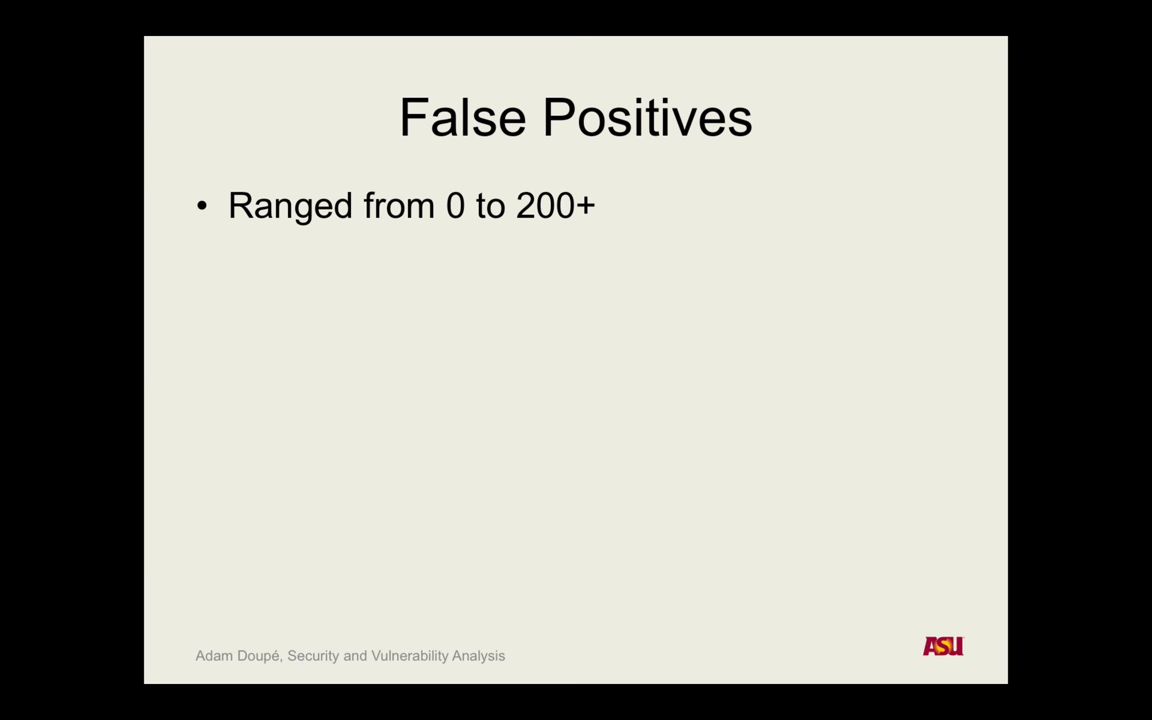 False Positives
• Ranged from 0 to 200+
Adam Doupé, Security and Vulnerability Analysis
ASU